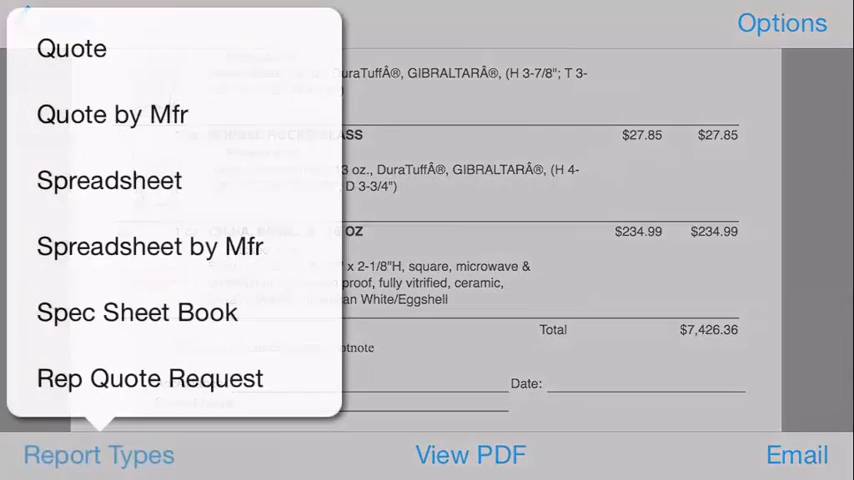 Options
Quote
Quote by Mfr
Spreadsheet
Spreadsheet by Mfr
Spec Sheet Book
Rep Quote Request
DuraTuffÂ®, GIBRALTARÂ®, (H 3-7/8"; T 3-
$27.85 $27.85
13 oz., DuraTuffÂ®, GIBRALTARÂ®, (H 4-
D 3-3/4")
OZ
$234.99 $234.99
x 2-1/8"H, square, microwave &
proof, fully vitrified, ceramic,
White/Eggshell
Total $7,426.36
Date:
Report Types
View PDF
Email